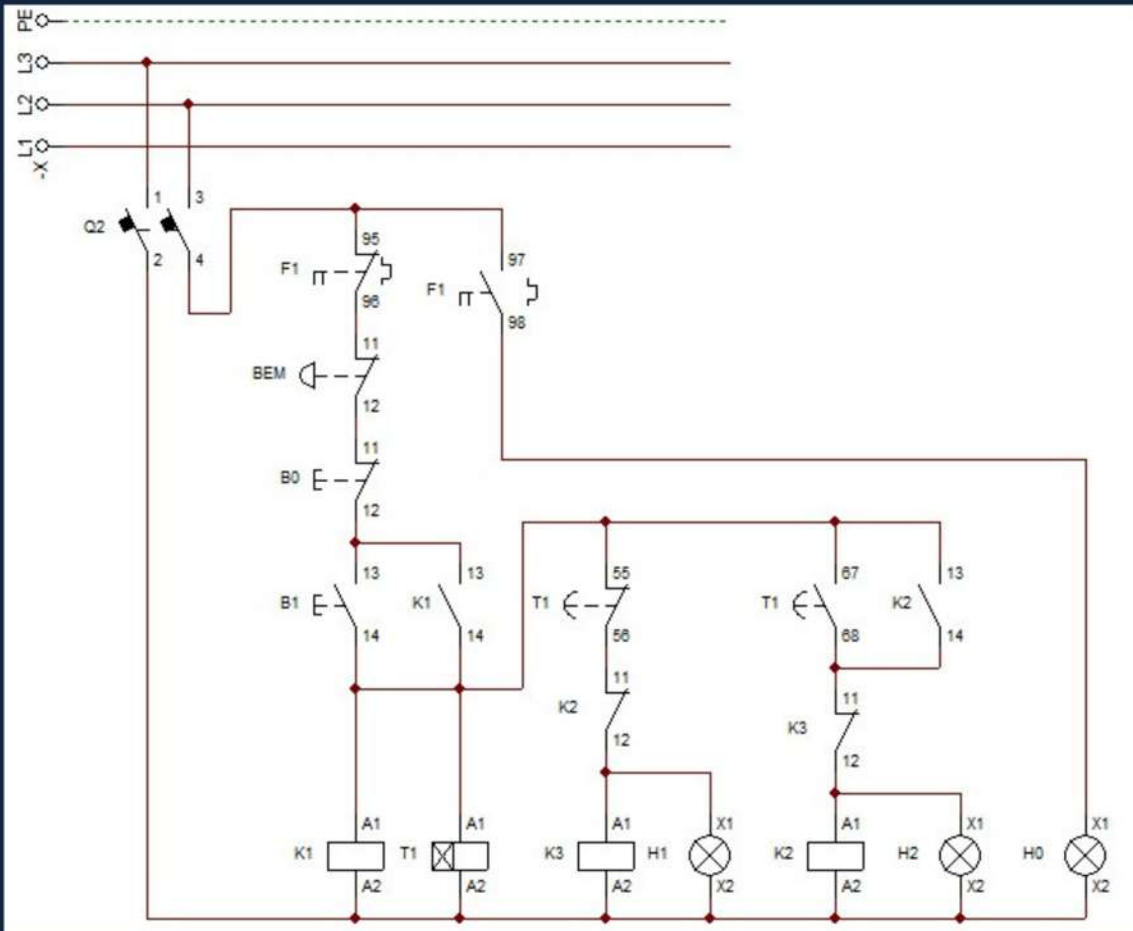 PE
L3
L2
L1
-X
1 3
Q2
2 4
95
F1
96
97
F1
98
11
BEM
12
11
B0
12
13 13
B1 K1
14 14
55 67 13
T1 T1 K2
56 68 14
11
K2
12
11
K3
12
A1 A1 A1 X1 A1 X1 X1
K1 T1 K3 H1 K2 H2 H0
A2 A2 A2 X2 A2 X2 X2